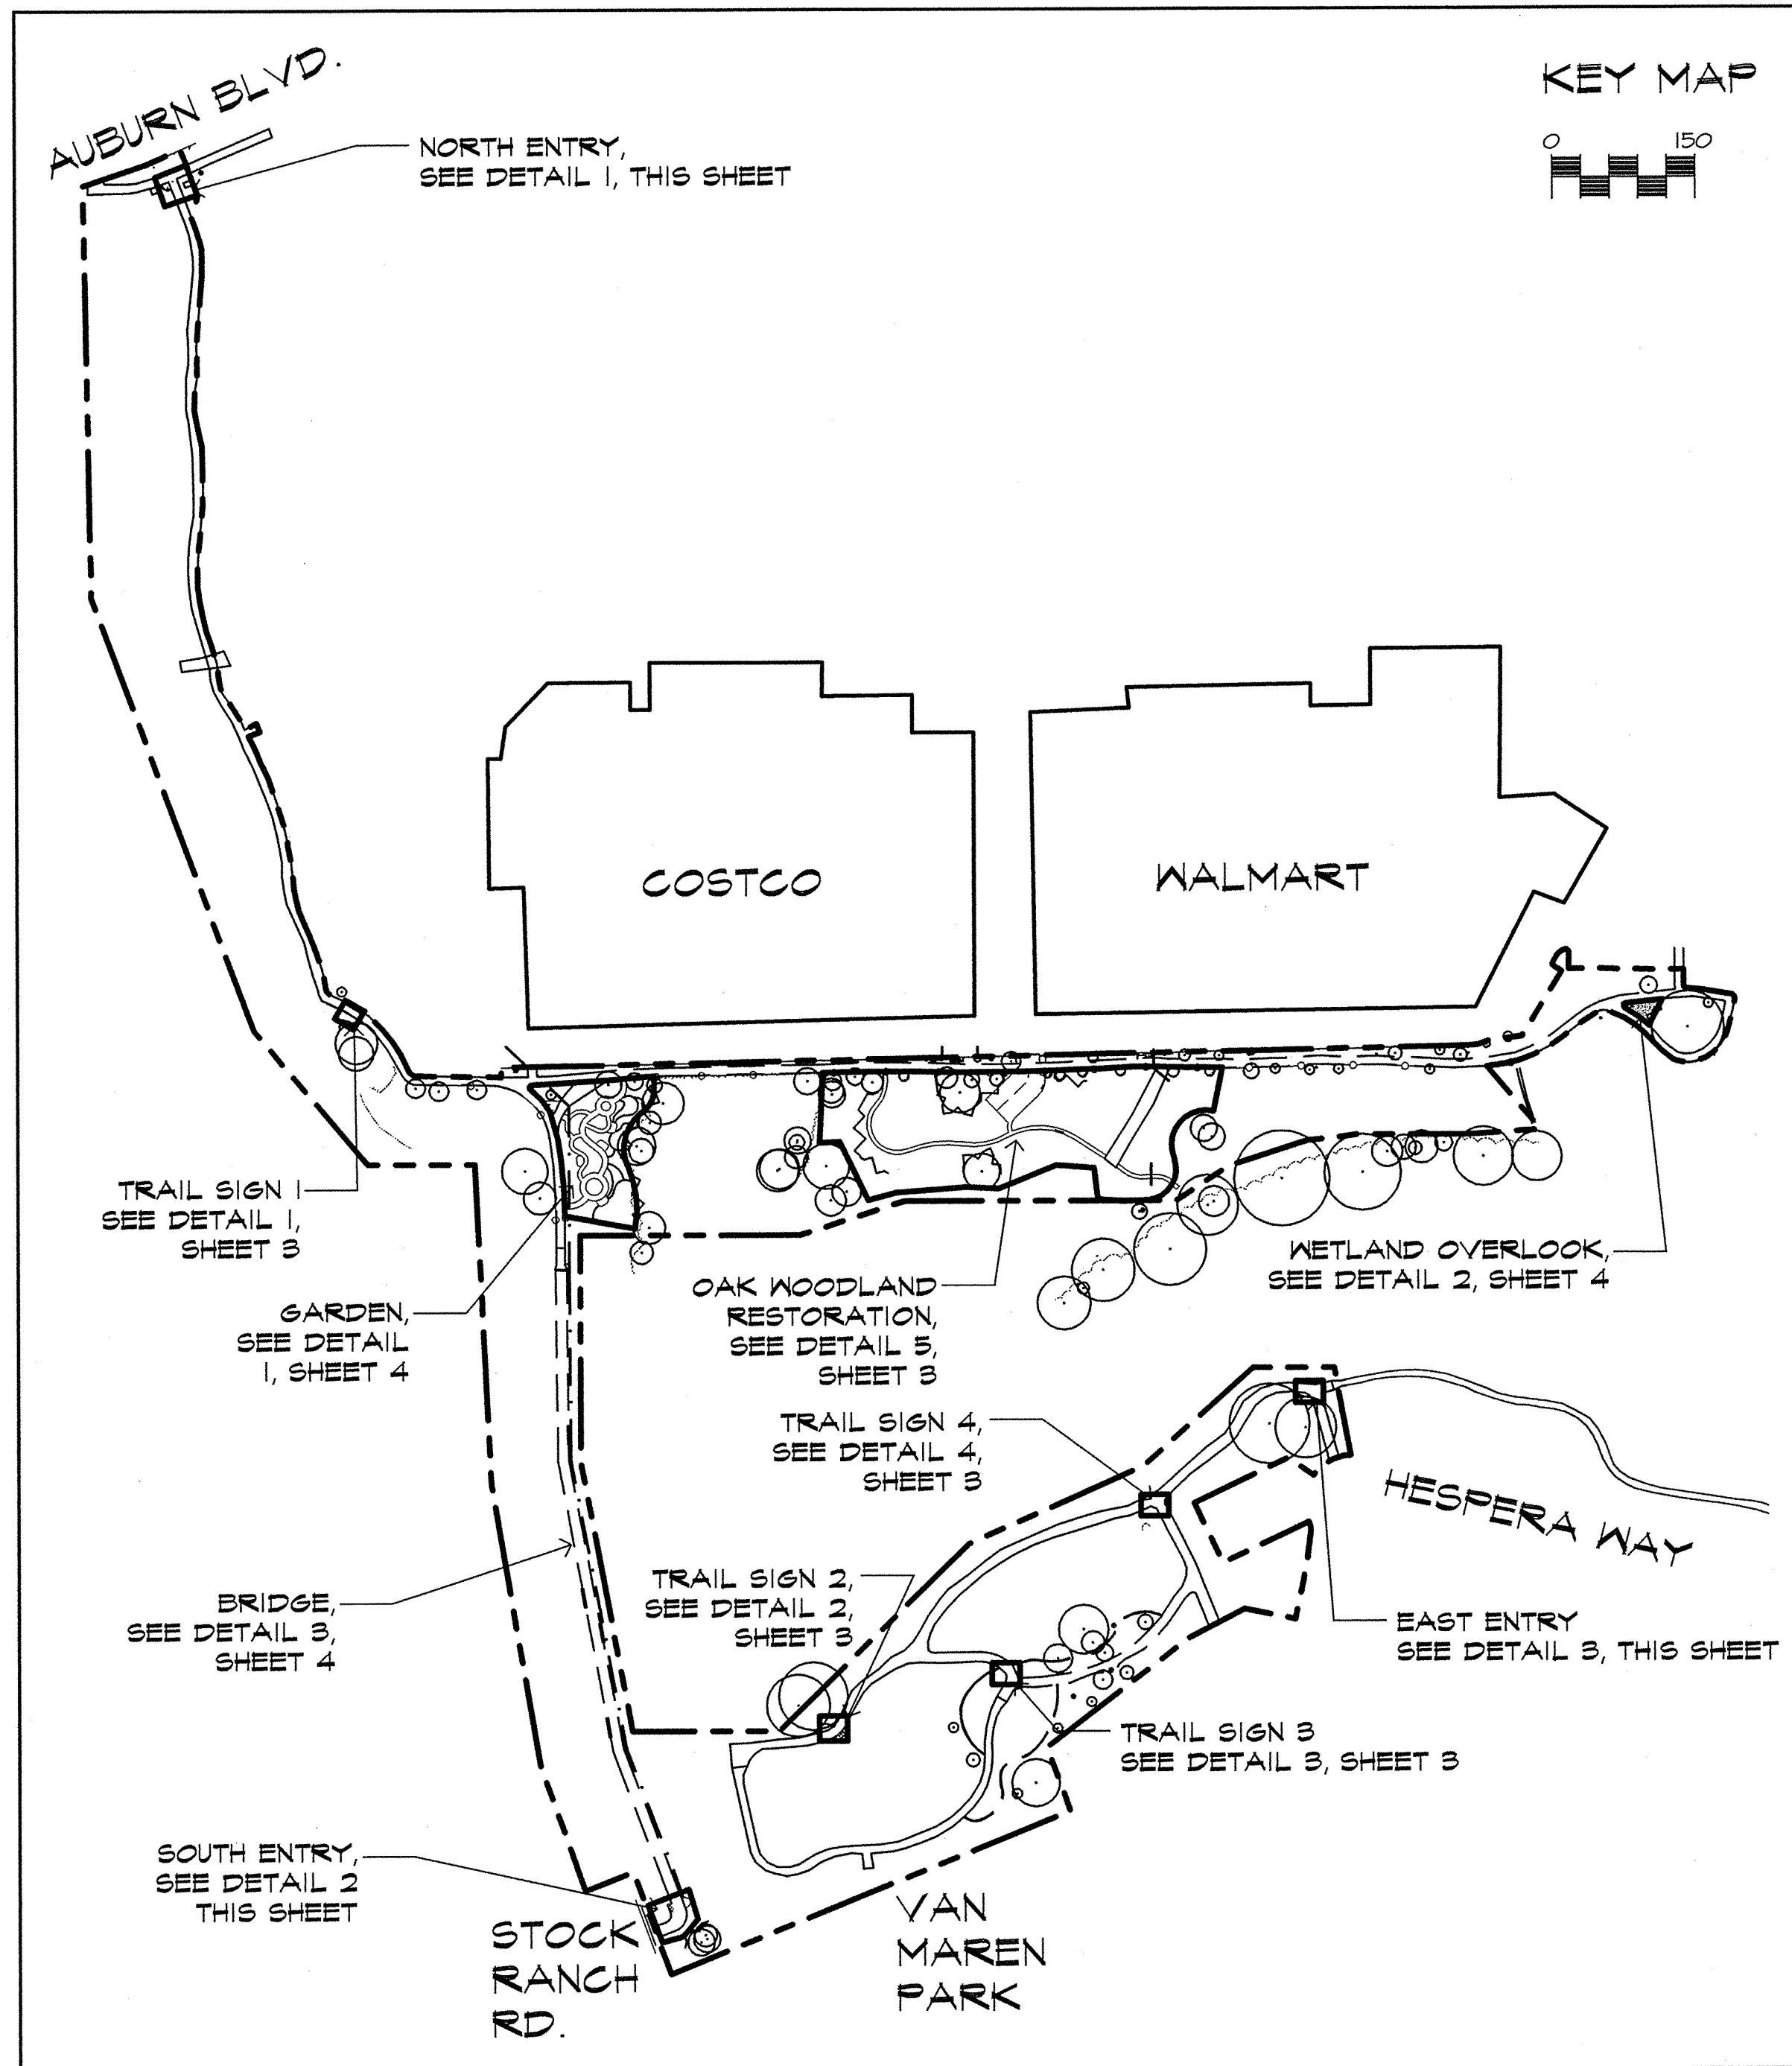 AUBURN BLVD.
KEY MAP
0 150
NORTH ENTRY,
SEE DETAIL 1, THIS SHEET
COSTCO
WALMART
TRAIL SIGN 1
SEE DETAIL 1,
SHEET 3
GARDEN,
SEE DETAIL
1, SHEET 4
OAK WOODLAND
RESTORATION,
SEE DETAIL 5,
SHEET 3
WETLAND OVERLOOK,
SEE DETAIL 2, SHEET 4
TRAIL SIGN 4,
SEE DETAIL 4,
SHEET 3
HESPERA WAY
BRIDGE,
SEE DETAIL 3,
SHEET 4
TRAIL SIGN 2,
SEE DETAIL 2,
SHEET 3
EAST ENTRY
SEE DETAIL 3, THIS SHEET
TRAIL SIGN 3
SEE DETAIL 3, SHEET 3
SOUTH ENTRY,
SEE DETAIL 2
THIS SHEET
STOCK
RANCH
RD.
VAN
MAREN
PARK